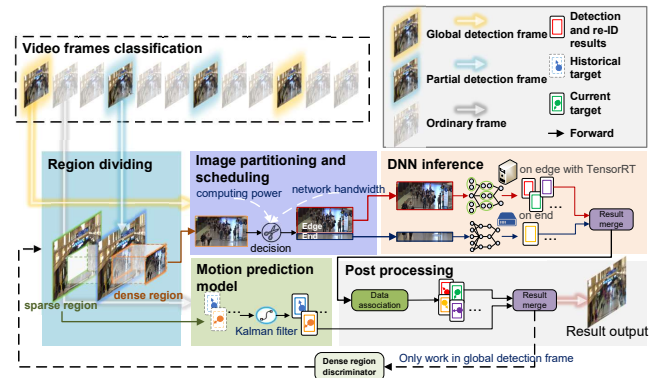 Video frames classification
Global detection frame
Partial detection frame
Ordinary frame
Detection
and re-ID
results
Historical
target
Current
target
Forward
Region dividing
sparse region
dense region
Image partitioning and
scheduling
computing power
network bandwidth
decision
Edge
End
DNN inference
on edge with TensorRT
on end
...
Result
merge
Motion prediction
model
...
Kalman filter
...
Post processing
Data
association
...
Result
merge
Result output
Only work in global detection frame
Dense region
discriminator